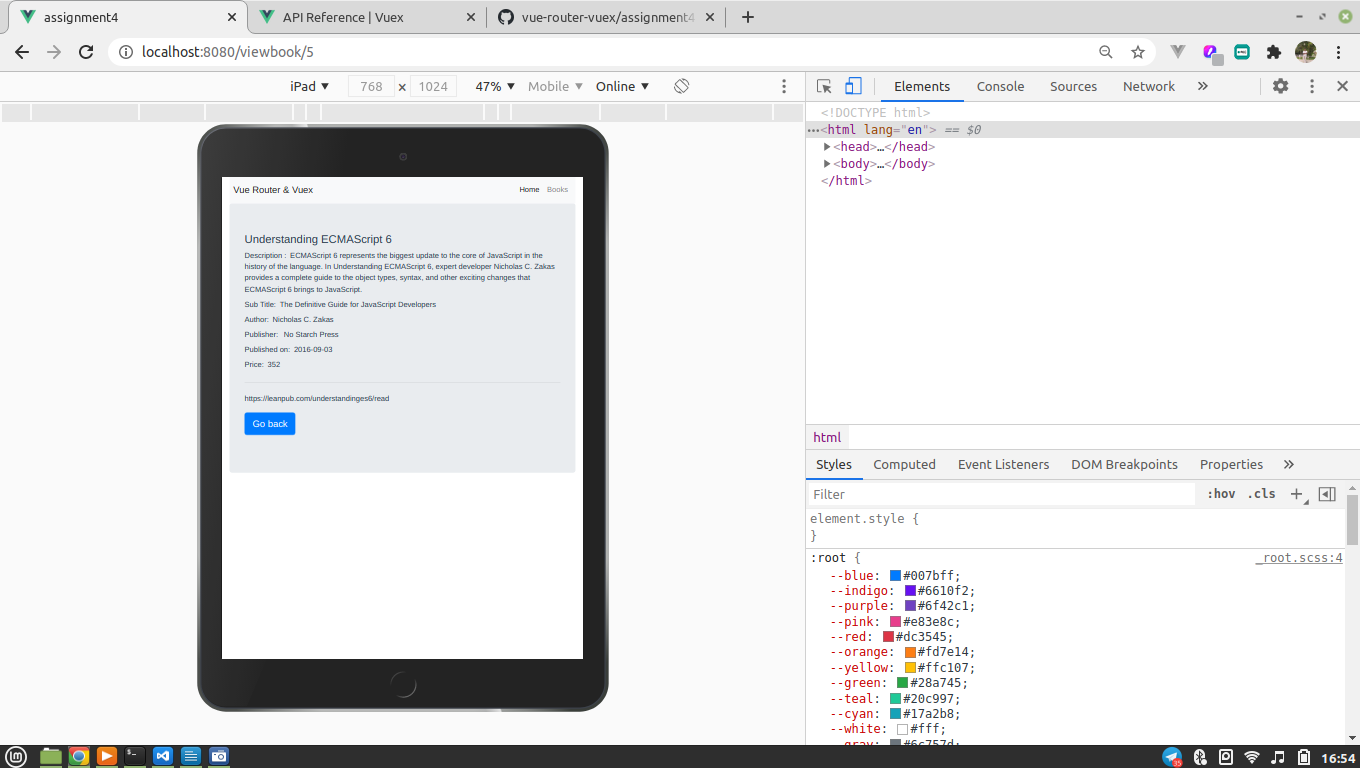 assignment4
API Reference | Vuex
vue-router-vuex/assignment4
localhost:8080/viewbook/5
iPad 768 × 1024 47% Mobile Online
Elements Console Sources Network
<!DOCTYPE html>
<html lang="en"> == $0
<head>…</head>
<body>…</body>
</html>
Vue Router & Vuex Home Books
Understanding ECMAScript 6
Description : ECMAScript 6 represents the biggest update to the core of JavaScript in the
history of the language. In Understanding ECMAScript 6, expert developer Nicholas C. Zakas
provides a complete guide to the object types, syntax, and other exciting changes that
ECMAScript 6 brings to JavaScript.
Sub Title: The Definitive Guide for JavaScript Developers
Author: Nicholas C. Zakas
Publisher: No Starch Press
Published on: 2016-09-03
Price: 352
https://leanpub.com/understandinges6/read
Go back
html
Styles Computed Event Listeners DOM Breakpoints Properties
Filter :hov .cls
element.style {
}
:root { _root.scss:4
--blue: #007bff;
--indigo: #6610f2;
--purple: #6f42c1;
--pink: #e83e8c;
--red: #dc3545;
--orange: #fd7e14;
--yellow: #ffc107;
--green: #28a745;
--teal: #20c997;
--cyan: #17a2b8;
--white: #fff;
--gray: #6c757d;
16:54